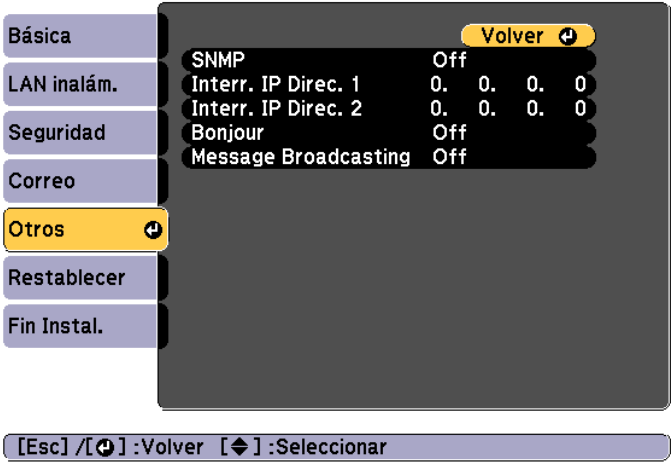 Básica
LAN inalám.
Seguridad
Correo
Otros
Restablecer
Fin Instal.
Volver
SNMP Off
Interr. IP Direc. 1 0. 0. 0. 0
Interr. IP Direc. 2 0. 0. 0. 0
Bonjour Off
Message Broadcasting Off
[Esc] /[⏎] :Volver [◆] :Seleccionar